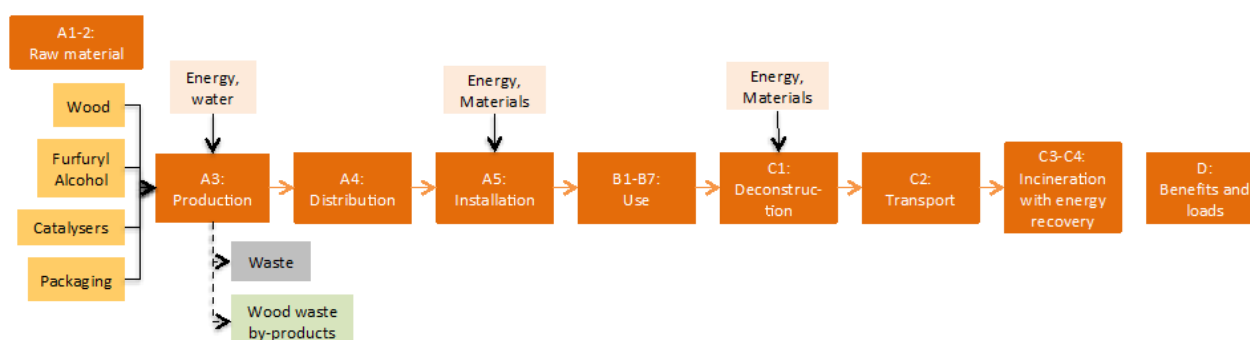 A1-2:
Raw material
Wood
Furfuryl
Alcohol
Catalysers
Packaging
Energy,
water
A3:
Production
Waste
Wood waste
by-products
A4:
Distribution
Energy,
Materials
A5:
Installation
B1-B7:
Use
Energy,
Materials
C1:
Deconstruc-
tion
C2:
Transport
C3-C4:
Incineration
with energy
recovery
D:
Benefits and
loads